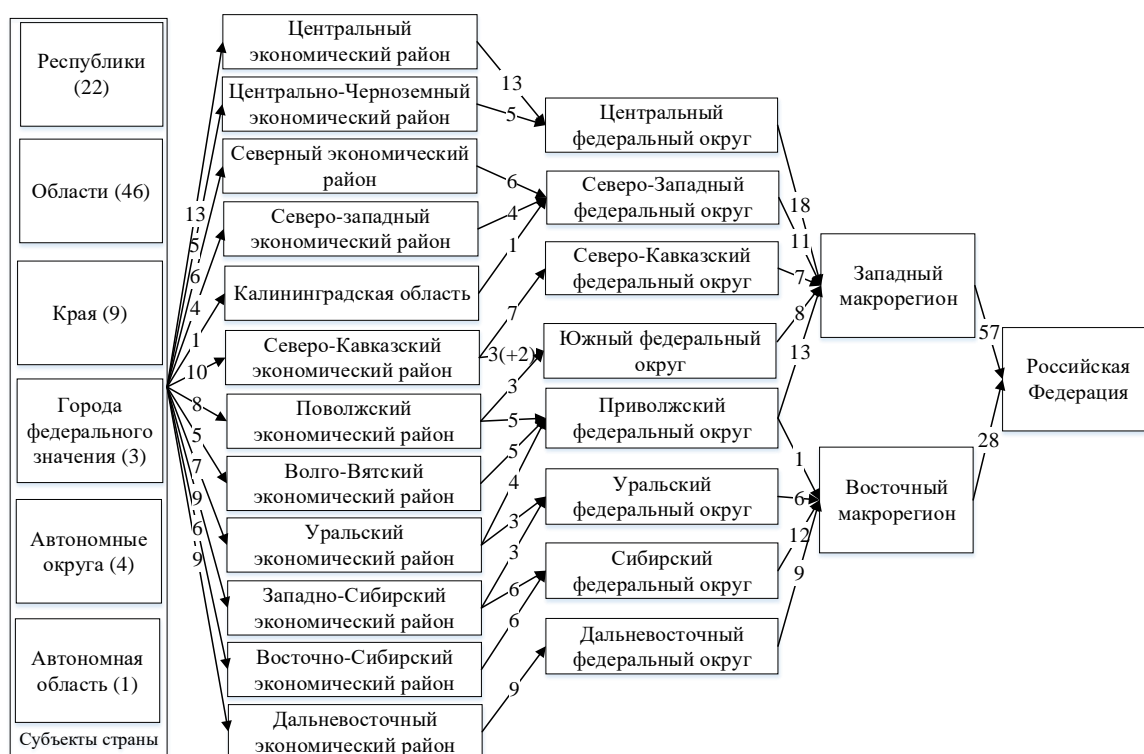 Республики
(22)
Области (46)
Края (9)
Города
федерального
значения (3)
Автономные
округа (4)
Автономная
область (1)
Субъекты страны
13
5
6
4
1
10
8
5
7
9
6
9
Центральный
экономический район
Центрально-Черноземный
экономический район
Северный экономический
район
Северо-западный
экономический район
Калининградская область
Северо-Кавказский
экономический район
Поволжский
экономический район
Волго-Вятский
экономический район
Уральский
экономический район
Западно-Сибирский
экономический район
Восточно-Сибирский
экономический район
Дальневосточный
экономический район
13
5
6
4
1
7
3(+2)
3
5
5
4
3
3
6
6
9
Центральный
федеральный округ
Северо-Западный
федеральный округ
Северо-Кавказский
федеральный округ
Южный федеральный
округ
Приволжский
федеральный округ
Уральский
федеральный округ
Сибирский
федеральный округ
Дальневосточный
федеральный округ
18
11
7
8
13
1
6
12
9
Западный
макрорегион
Восточный
макрорегион
57
28
Российская
Федерация